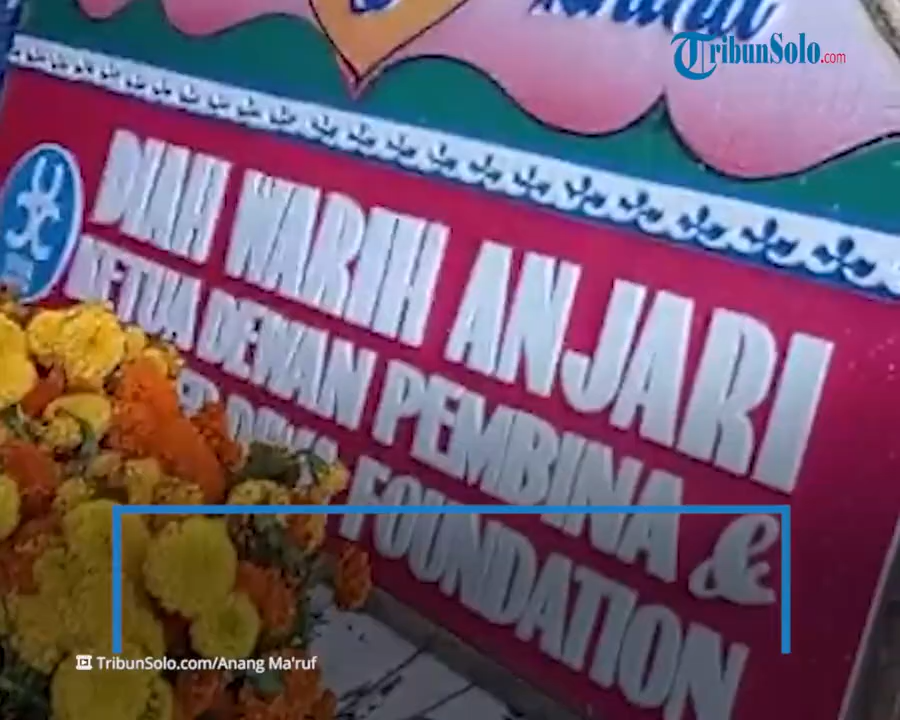 TribunSolo.com
DIAH WARIH ANJARI
KETUA DEWAN PEMBINA &
FOUNDATION
TribunSolo.com/Anang Ma'ruf